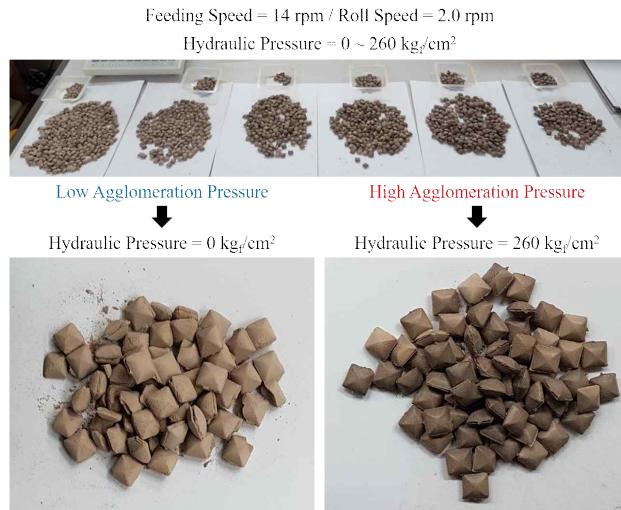 Feeding Speed = 14 rpm / Roll Speed = 2.0 rpm
Hydraulic Pressure = 0 ~ 260 kgf/cm²
Low Agglomeration Pressure
High Agglomeration Pressure
Hydraulic Pressure = 0 kgf/cm²
Hydraulic Pressure = 260 kgf/cm²